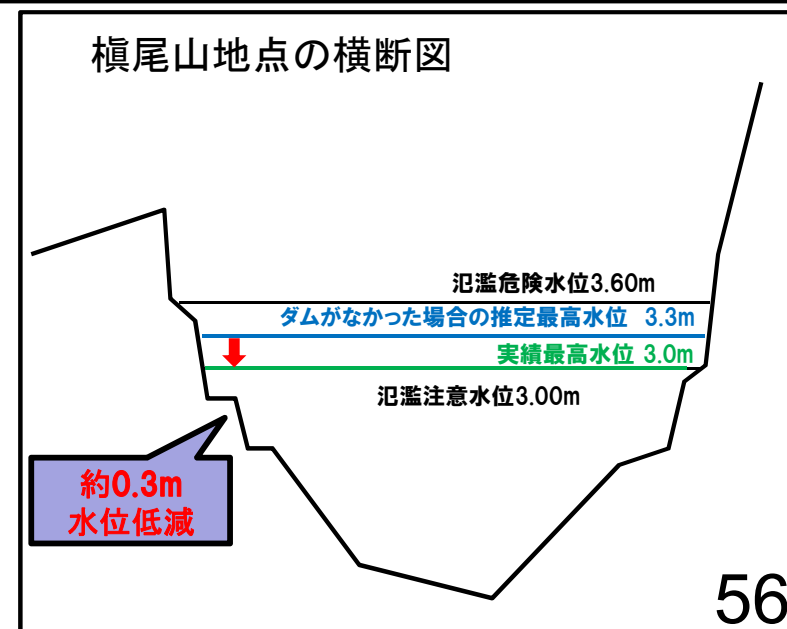 槇尾山地点の横断図
氾濫危険水位3.60m
ダムがなかった場合の推定最高水位 3.3m
実績最高水位 3.0m
氾濫注意水位3.00m
約0.3m
水位低減
56